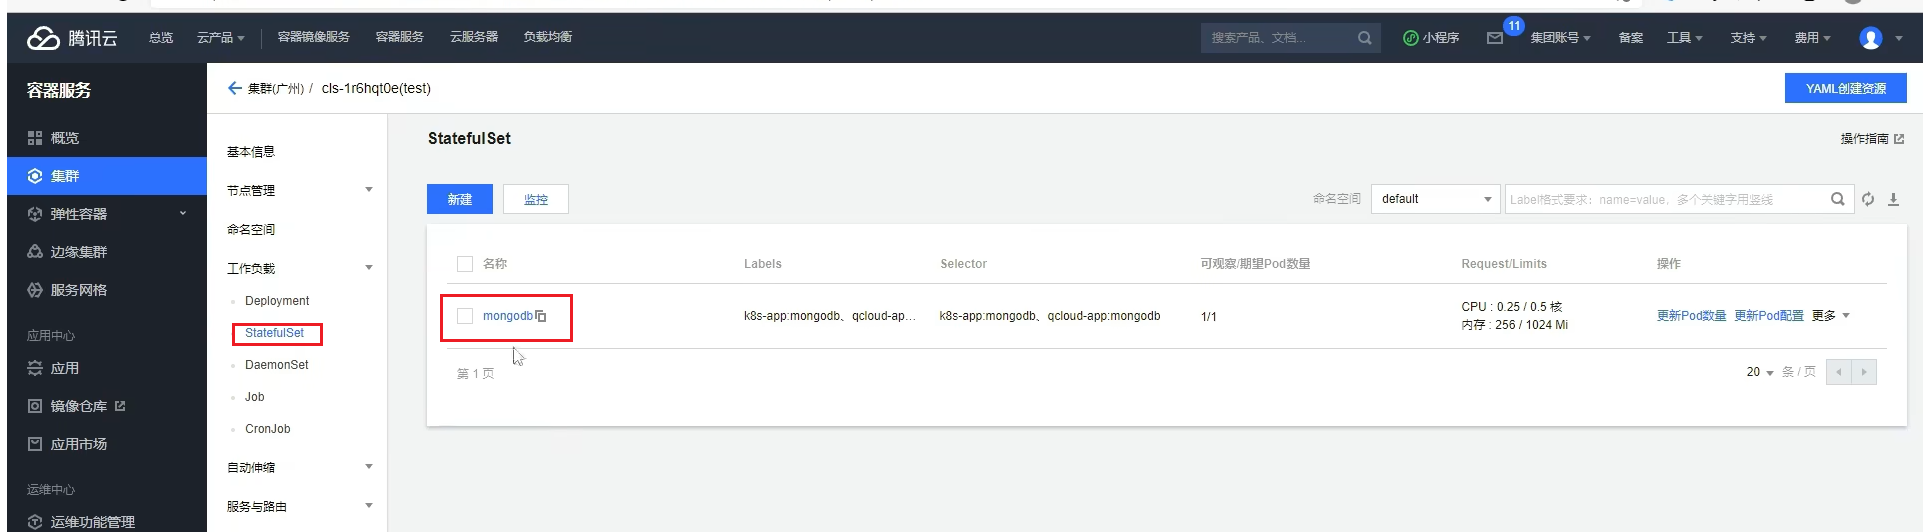 腾讯云 总览 云产品 容器镜像服务 容器服务 云服务器 负载均衡 搜索产品、文档... 小程序 11 集团账号 备案 工具 支持 费用
容器服务
集群(广州) / cls-1r6hqt0e(test) YAML创建资源
概览
集群
弹性容器
边缘集群
服务网格
应用中心
应用
镜像仓库
应用市场
运维中心
运维功能管理
基本信息
节点管理
命名空间
工作负载
Deployment
StatefulSet
DaemonSet
Job
CronJob
自动伸缩
服务与路由
StatefulSet 操作指南
新建 监控 命名空间 default Label格式要求：name=value，多个关键字用竖线
名称 Labels Selector 可观察/期望Pod数量 Request/Limits 操作
mongodb k8s-app:mongodb、qcloud-app... k8s-app:mongodb、qcloud-app:mongodb 1/1 CPU : 0.25 / 0.5 核 更新Pod数量 更新Pod配置 更多
内存 : 256 / 1024 Mi
第 1 页 20 条 / 页